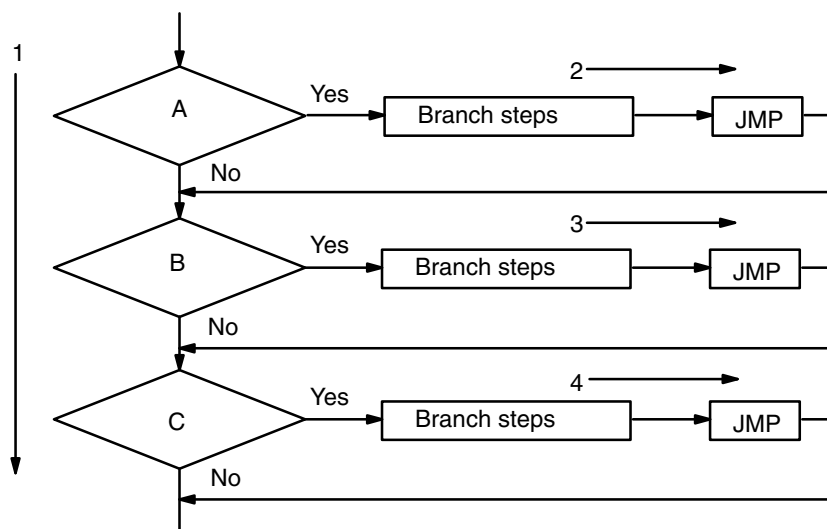 1
2
A
Yes
Branch steps
JMP
No
3
B
Yes
Branch steps
JMP
No
4
C
Yes
Branch steps
JMP
No